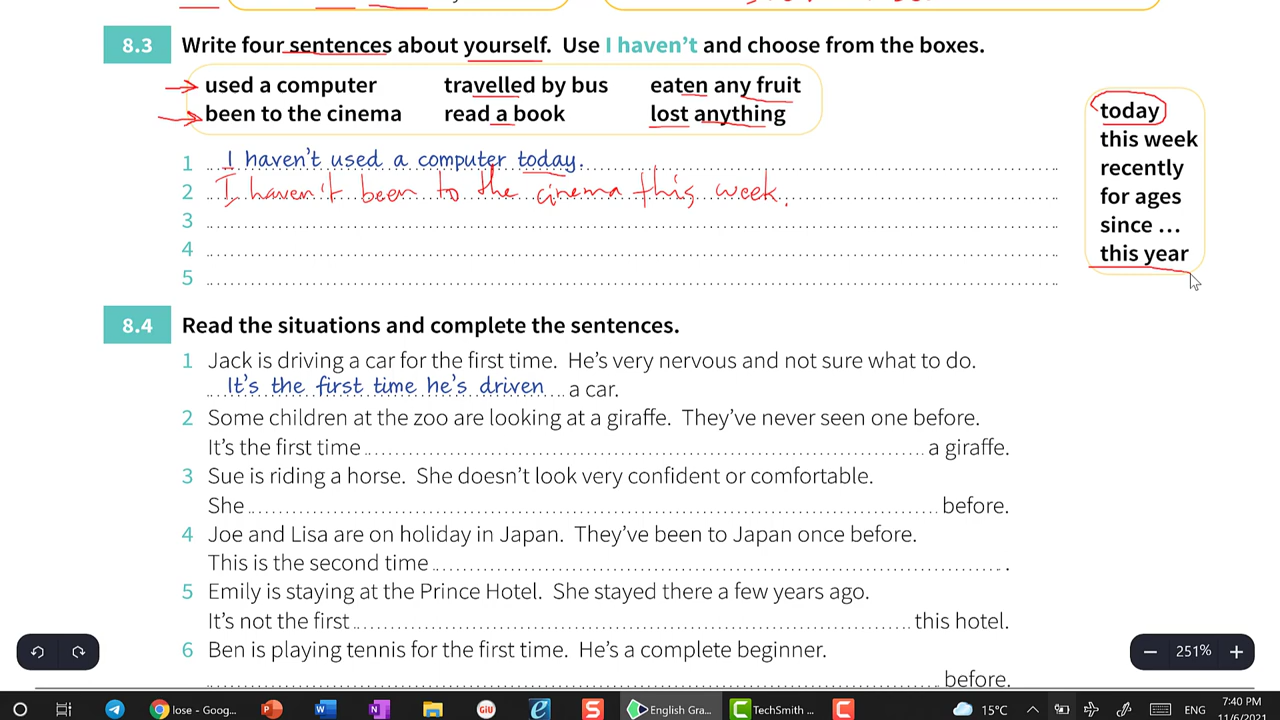 8.3 Write four sentences about yourself. Use I haven't and choose from the boxes.
used a computer travelled by bus eaten any fruit
been to the cinema read a book lost anything
today
this week
recently
for ages
since …
this year
1 I haven't used a computer today.
2 I haven't been to the cinema this week.
3
4
5
8.4 Read the situations and complete the sentences.
1 Jack is driving a car for the first time. He's very nervous and not sure what to do.
It's the first time he's driven a car.
2 Some children at the zoo are looking at a giraffe. They've never seen one before.
It's the first time a giraffe.
3 Sue is riding a horse. She doesn't look very confident or comfortable.
She before.
4 Joe and Lisa are on holiday in Japan. They've been to Japan once before.
This is the second time .
5 Emily is staying at the Prince Hotel. She stayed there a few years ago.
It's not the first this hotel.
6 Ben is playing tennis for the first time. He's a complete beginner.
before.
251%
lose - Goog... GiU English Gra... TechSmith ... 15°C ENG 7:40 PM